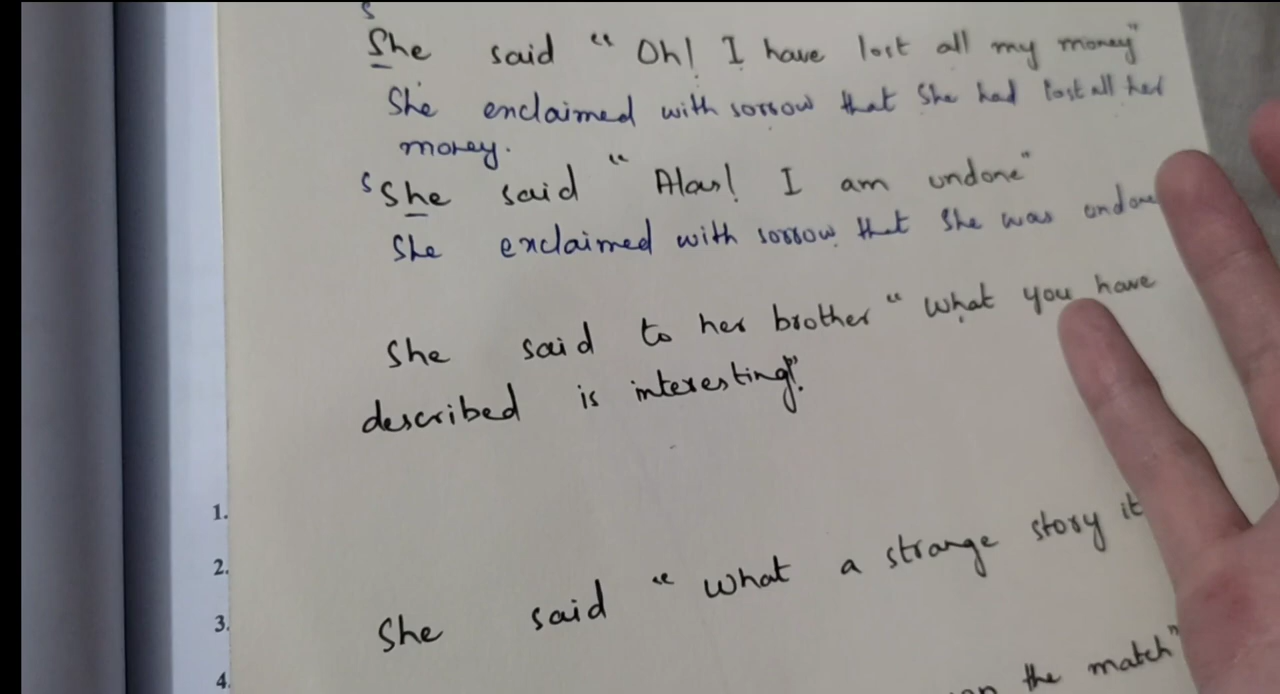 S
She said " Oh! I have lost all my money"
She enclaimed with sorrow that She had lost all her
money.
S She said " Alas! I am undone"
She exclaimed with sorrow that She was undone
She said to her brother " what you have
described is interesting".
1.
2.
She said " what a strange story it
3.
4.
the match"